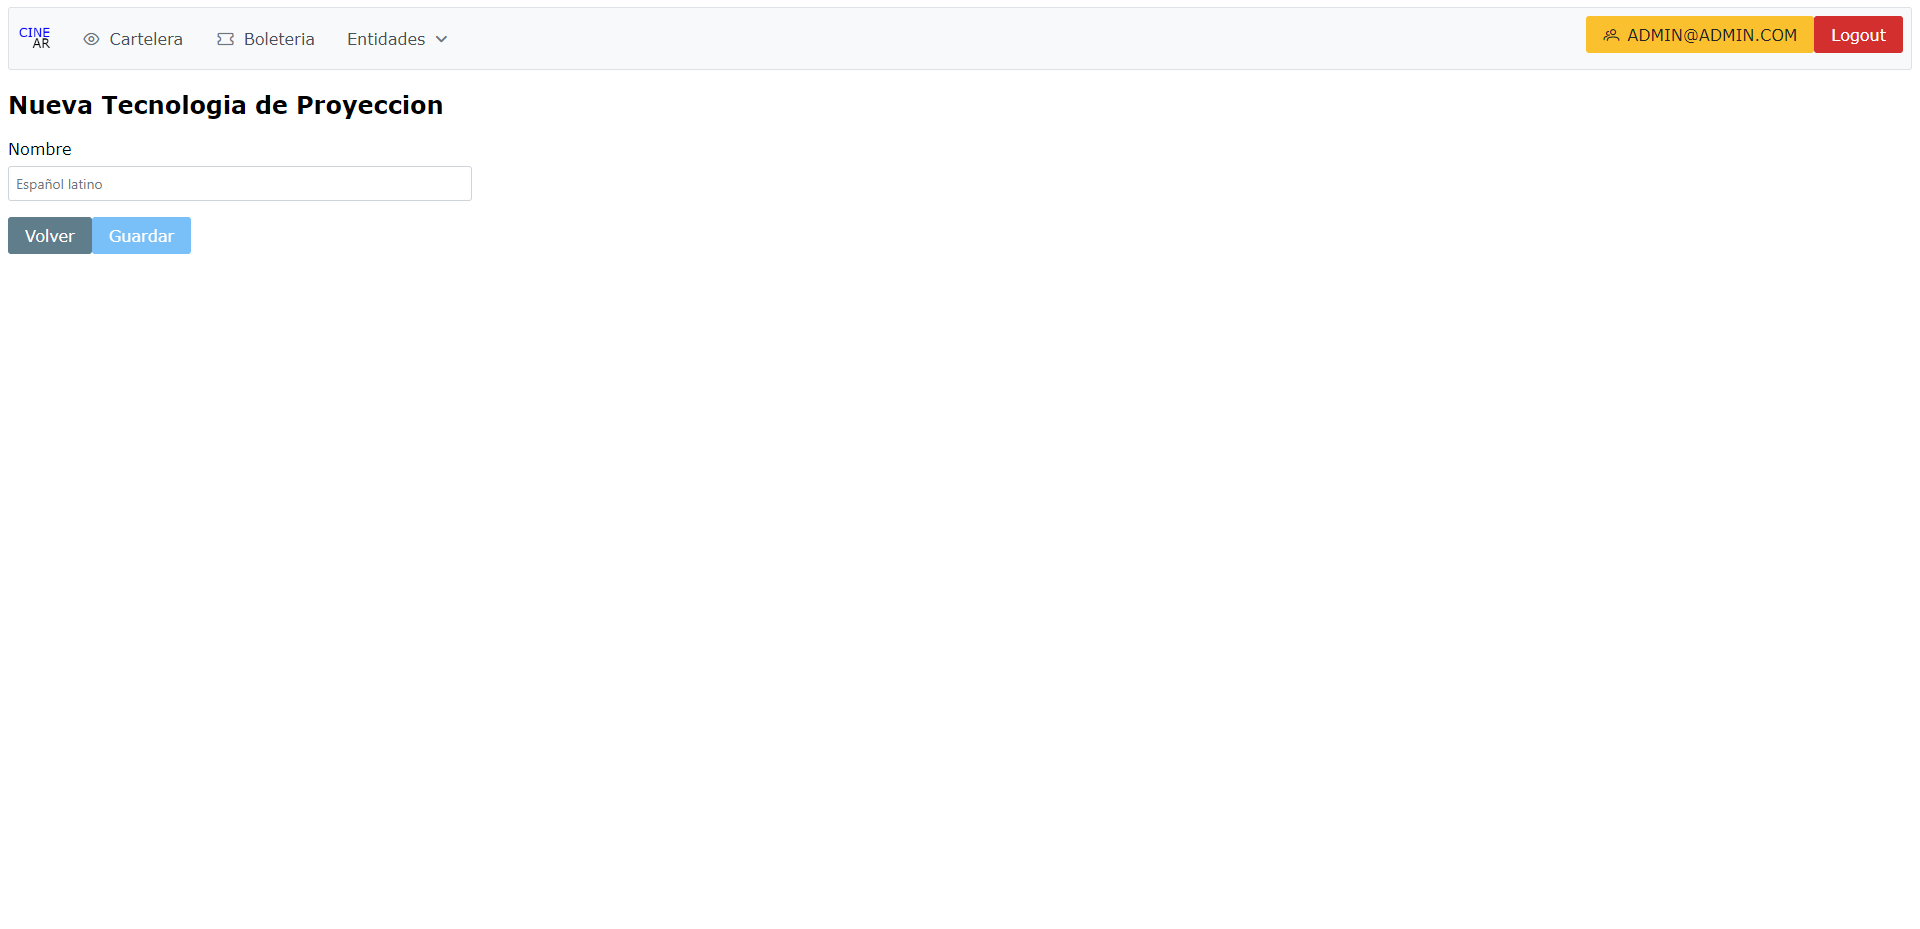 CINE
AR
Cartelera
Boleteria
Entidades
ADMIN@ADMIN.COM
Logout
Nueva Tecnologia de Proyeccion
Nombre
Español latino
Volver
Guardar